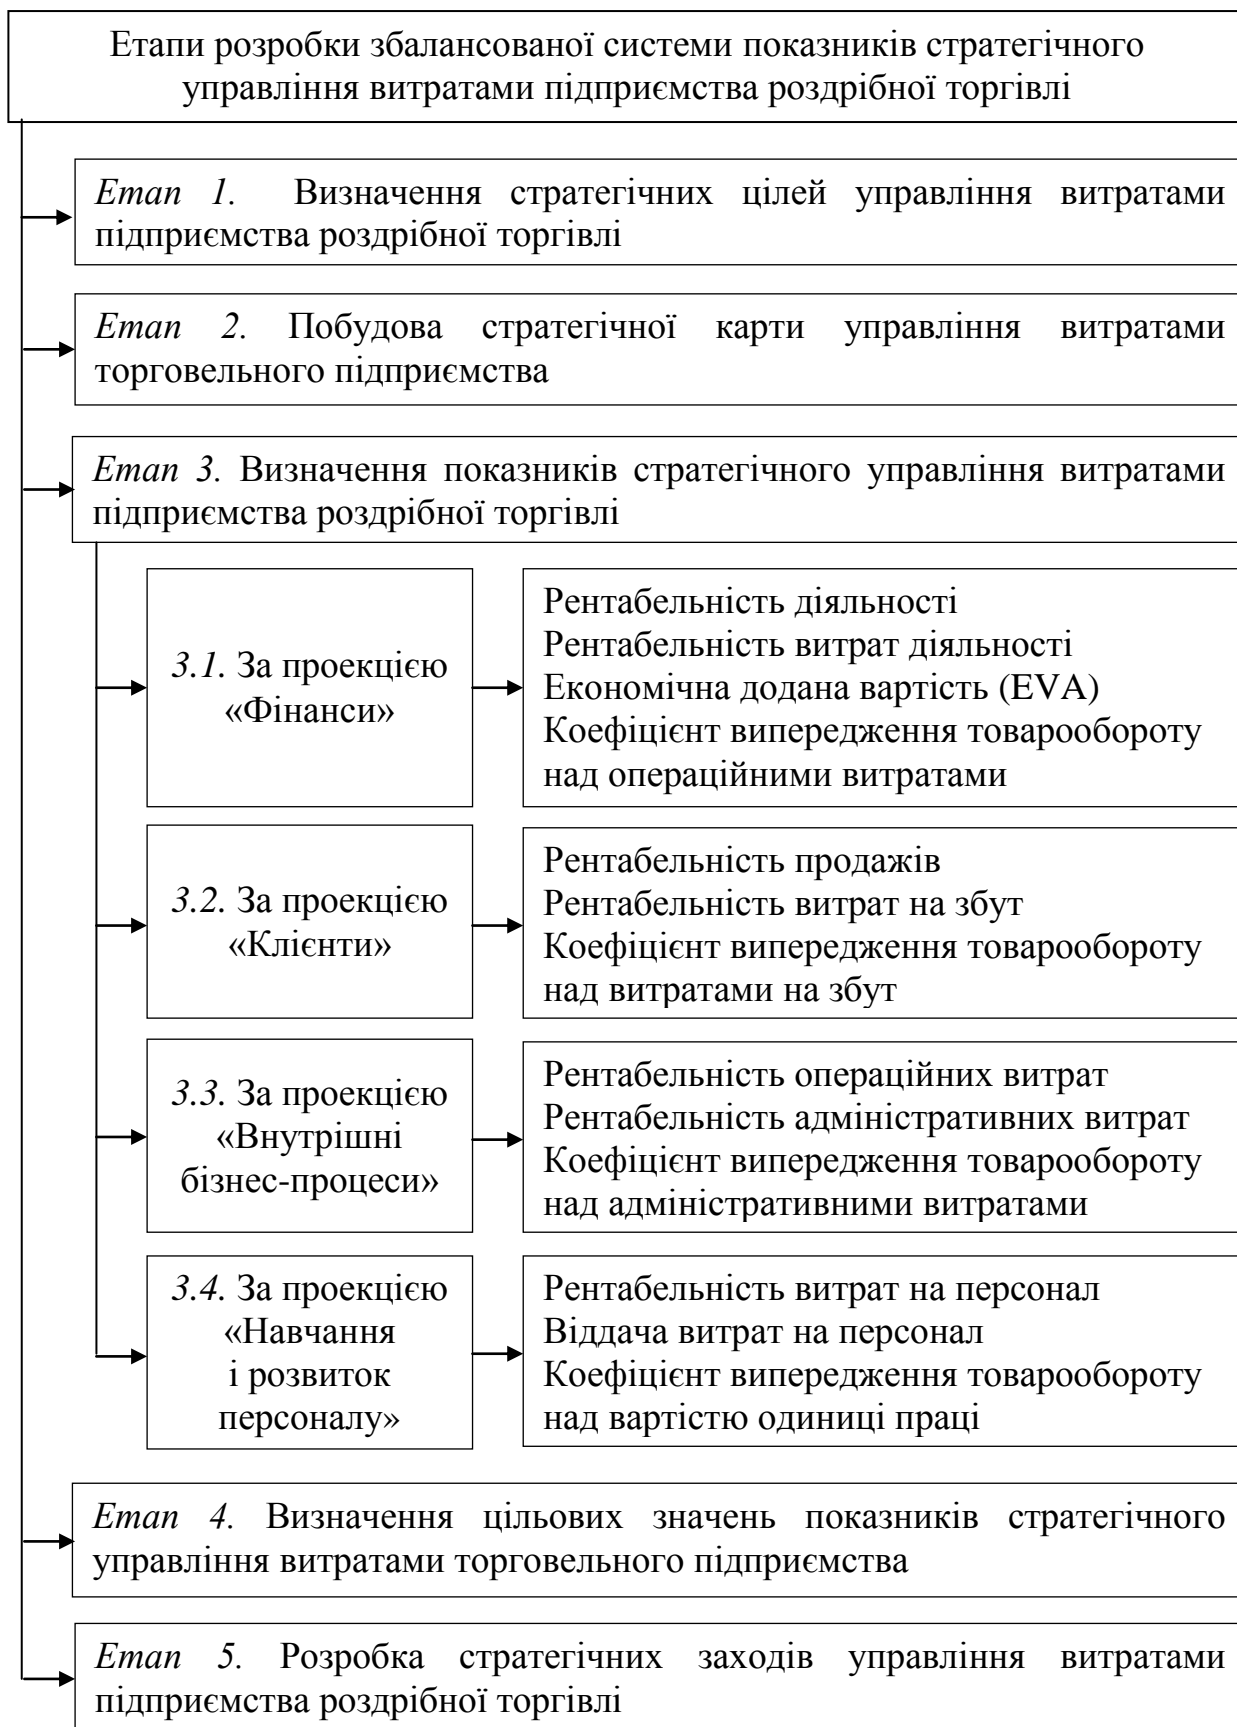 Етапи розробки збалансованої системи показників стратегічного
управління витратами підприємства роздрібної торгівлі
Етап 1. Визначення стратегічних цілей управління витратами
підприємства роздрібної торгівлі
Етап 2. Побудова стратегічної карти управління витратами
торговельного підприємства
Етап 3. Визначення показників стратегічного управління витратами
підприємства роздрібної торгівлі
3.1. За проекцією
«Фінанси»
Рентабельність діяльності
Рентабельність витрат діяльності
Економічна додана вартість (EVA)
Коефіцієнт випередження товарообороту
над операційними витратами
3.2. За проекцією
«Клієнти»
Рентабельність продажів
Рентабельність витрат на збут
Коефіцієнт випередження товарообороту
над витратами на збут
3.3. За проекцією
«Внутрішні
бізнес-процеси»
Рентабельність операційних витрат
Рентабельність адміністративних витрат
Коефіцієнт випередження товарообороту
над адміністративними витратами
3.4. За проекцією
«Навчання
і розвиток
персоналу»
Рентабельність витрат на персонал
Віддача витрат на персонал
Коефіцієнт випередження товарообороту
над вартістю одиниці праці
Етап 4. Визначення цільових значень показників стратегічного
управління витратами торговельного підприємства
Етап 5. Розробка стратегічних заходів управління витратами
підприємства роздрібної торгівлі